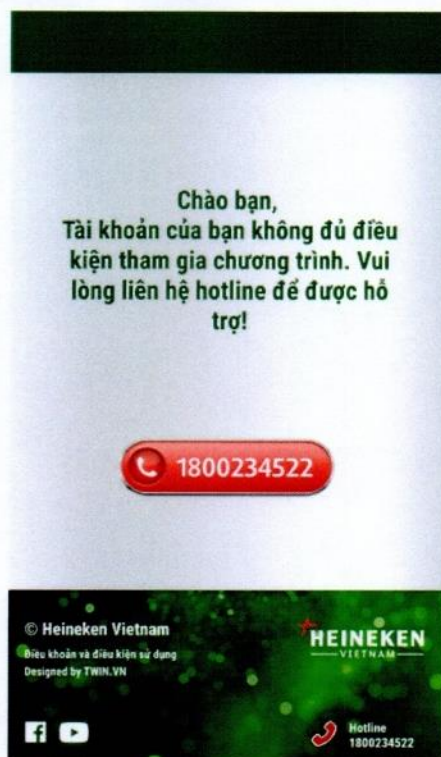 Chào bạn,
Tài khoản của bạn không đủ điều
kiện tham gia chương trình. Vui
lòng liên hệ hotline để được hỗ
trợ!
1800234522
© Heineken Vietnam
Điều khoản và điều kiện sử dụng
Designed by TWIN.VN
HEINEKEN
VIETNAM
Hotline
1800234522